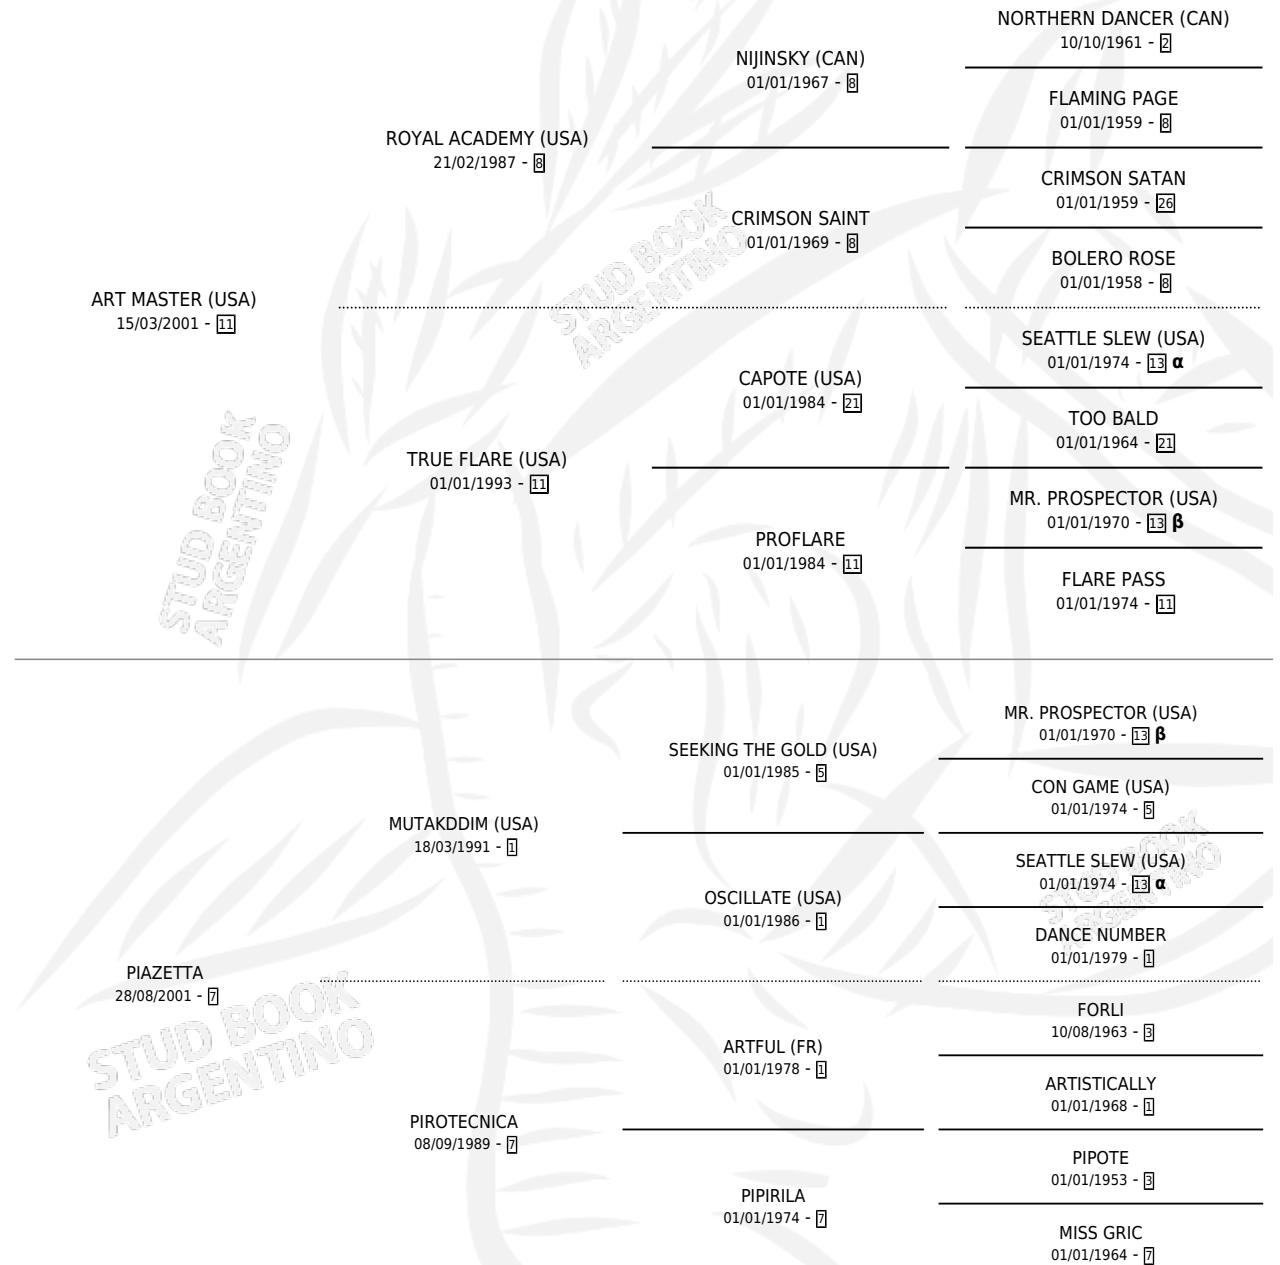 NORTHERN DANCER (CAN)
10/10/1961 - 2
NIJINSKY (CAN)
01/01/1967 - 8
FLAMING PAGE
01/01/1959 - 8
ROYAL ACADEMY (USA)
21/02/1987 - 8
CRIMSON SATAN
01/01/1959 - 26
CRIMSON SAINT
01/01/1969 - 8
BOLERO ROSE
01/01/1958 - 8
ART MASTER (USA)
15/03/2001 - 11
SEATTLE SLEW (USA)
01/01/1974 - 13 α
CAPOTE (USA)
01/01/1984 - 21
TOO BALD
01/01/1964 - 21
TRUE FLARE (USA)
01/01/1993 - 11
MR. PROSPECTOR (USA)
01/01/1970 - 13 β
PROFLARE
01/01/1984 - 11
FLARE PASS
01/01/1974 - 11
MR. PROSPECTOR (USA)
01/01/1970 - 13 β
SEEKING THE GOLD (USA)
01/01/1985 - 5
CON GAME (USA)
01/01/1974 - 5
MUTAKDDIM (USA)
18/03/1991 - 1
SEATTLE SLEW (USA)
01/01/1974 - 13 α
OSCILLATE (USA)
01/01/1986 - 1
DANCE NUMBER
01/01/1979 - 1
PIAZETTA
28/08/2001 - 7
FORLI
10/08/1963 - 3
ARTFUL (FR)
01/01/1978 - 1
ARTISTICALLY
01/01/1968 - 1
PIROTECNICA
08/09/1989 - 7
PIPOTE
01/01/1953 - 3
PIPIRILA
01/01/1974 - 7
MISS GRIC
01/01/1964 - 7
STUD BOOK
ARGENTINO
STUD BOOK
ARGENTINO
STUD BOOK
ARGENTINO
STUD BOOK
ARGENTINO